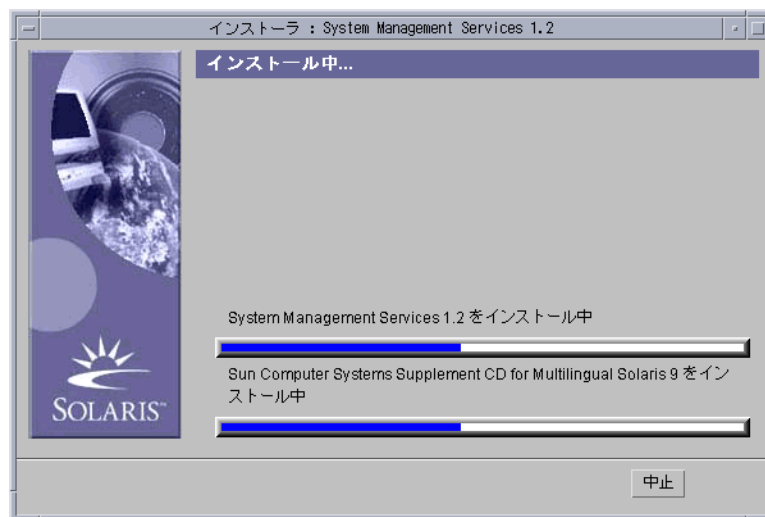 インストーラ : System Management Services 1.2
インストール中...
System Management Services 1.2 をインストール中
Sun Computer Systems Supplement CD for Multilingual Solaris 9 をイン
ストール中
SOLARIS™
中止